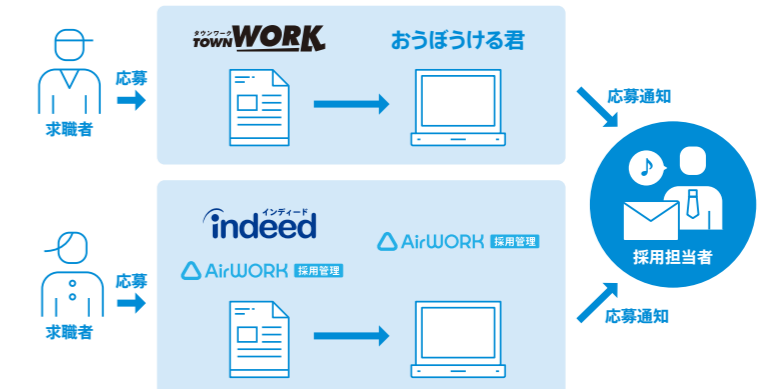 タウンワーク
TOWNWORK
おうぼうける君
応募
求職者
応募通知
採用担当者
インディード
indeed
AirWORK 採用管理
AirWORK 採用管理
応募
求職者
応募通知